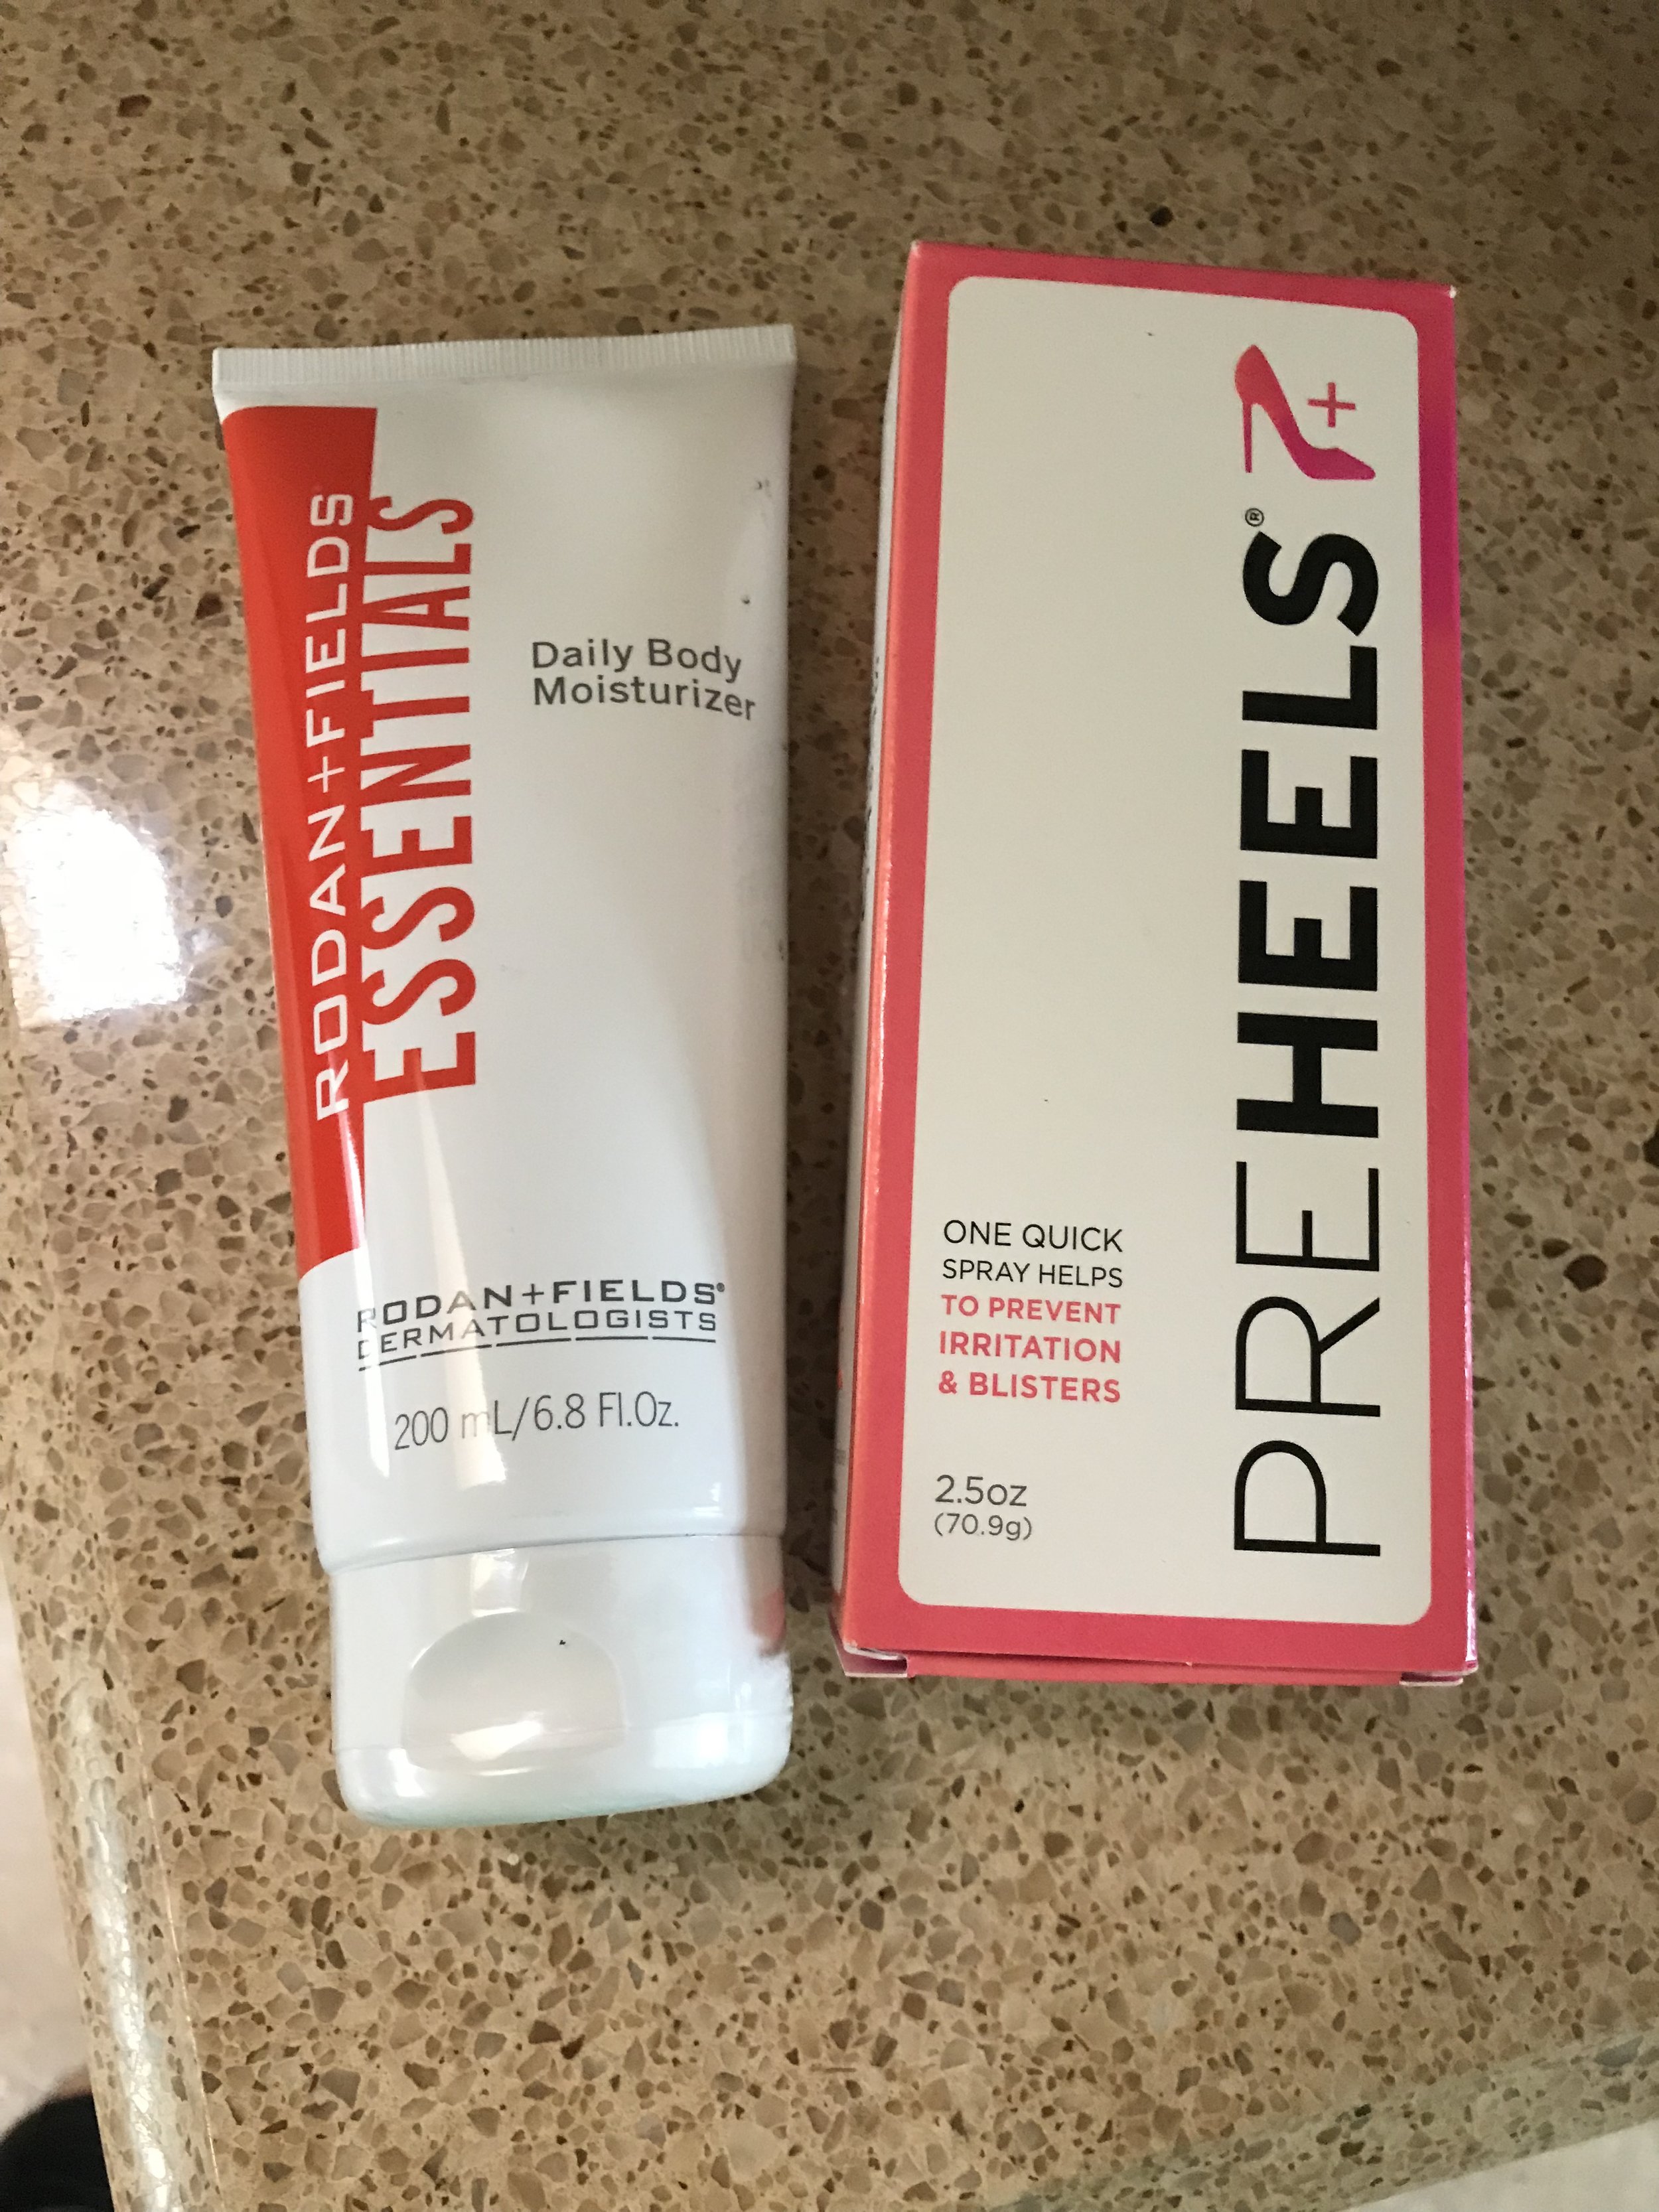 RODAN+FIELDS
ESSENTIALS
Daily Body
Moisturizer
RODAN+FIELDS®
DERMATOLOGISTS
200 mL/6.8 Fl.Oz.
PREHEELS®+
ONE QUICK
SPRAY HELPS
TO PREVENT
IRRITATION
& BLISTERS
2.5oz
(70.9g)